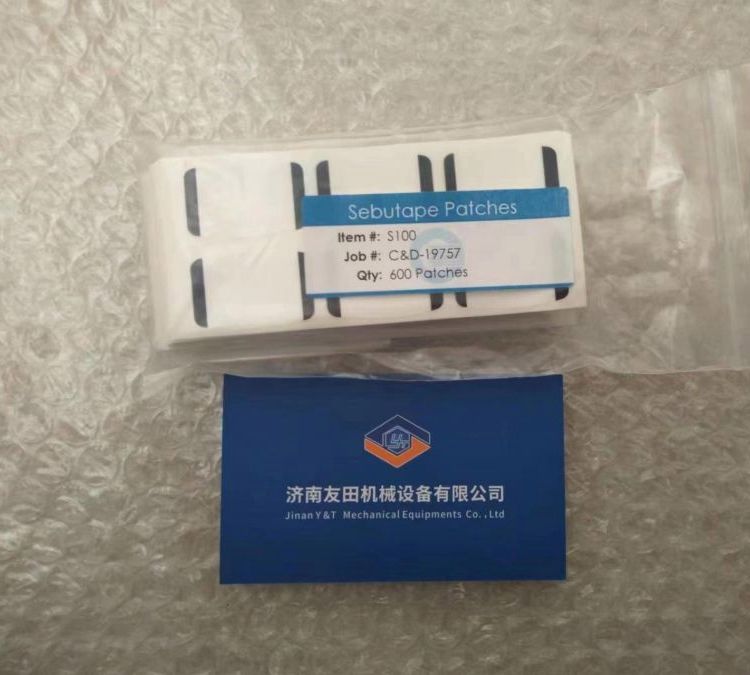 Sebutape Patches
Item #: S100
Job #: C&D-19757
Qty: 600 Patches
济南友田机械设备有限公司
Jinan Y&T Mechanical Equipments Co.,Ltd